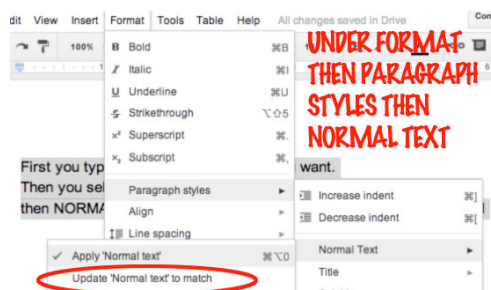 dit View Insert Format Tools Table Help All changes saved in Drive
100%
B Bold ⌘B
I Italic ⌘I
U Underline ⌘U
S Strikethrough ⌥⇧5
x² Superscript ⌘.
x₂ Subscript ⌘,
UNDER FORMAT
THEN PARAGRAPH
STYLES THEN
NORMAL TEXT
First you typ want.
Then you sel
then NORMA
Paragraph styles ►
Align ►
Line spacing ►
Increase indent ⌘]
Decrease indent ⌘[
Normal Text ►
Title ►
✓ Apply 'Normal text' ⌘⌥0
Update 'Normal text' to match